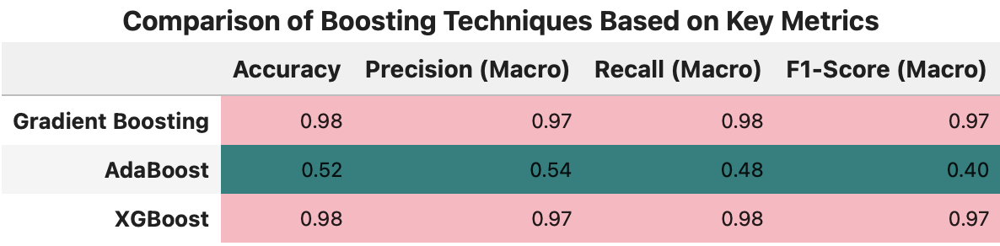 Comparison of Boosting Techniques Based on Key Metrics
Accuracy Precision (Macro) Recall (Macro) F1-Score (Macro)
Gradient Boosting 0.98 0.97 0.98 0.97
AdaBoost 0.52 0.54 0.48 0.40
XGBoost 0.98 0.97 0.98 0.97